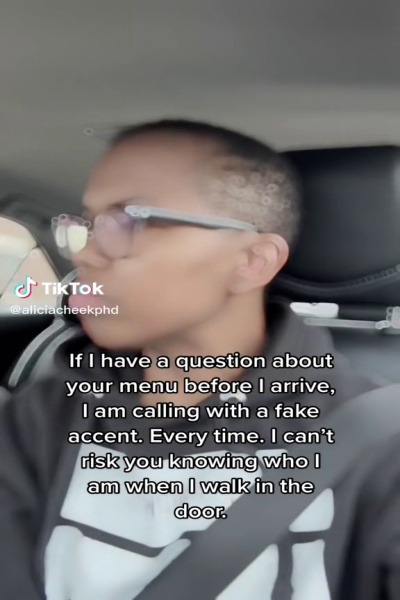 TikTok
@aliciacheekphd
If I have a question about
your menu before I arrive,
I am calling with a fake
accent. Every time. I can't
risk you knowing who I
am when I walk in the
door.